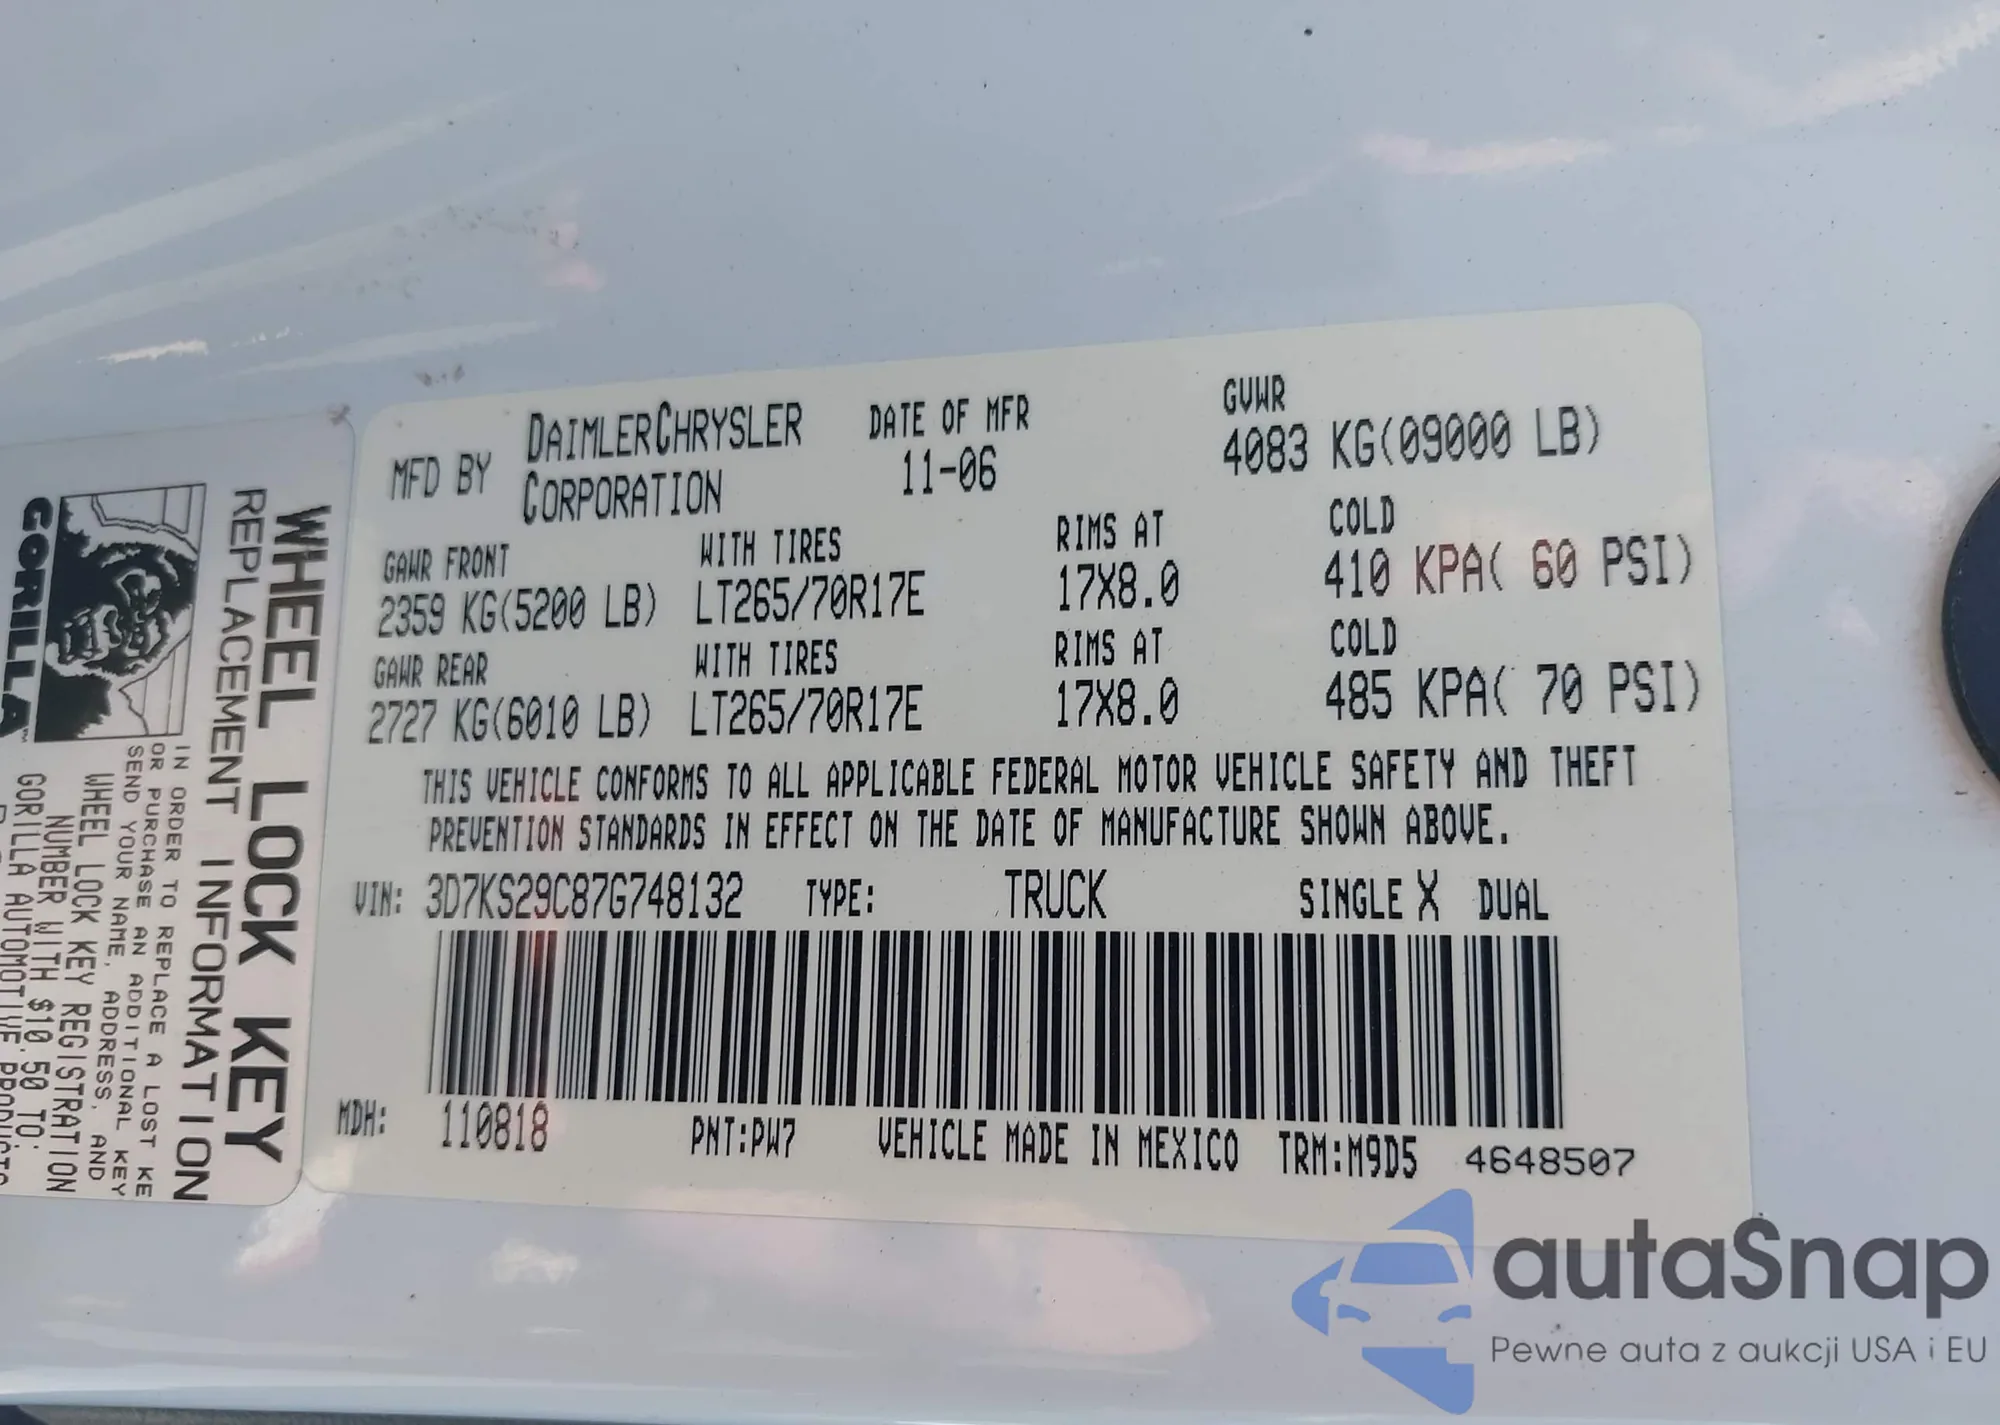 MFD BY DAIMLERCHRYSLER CORPORATION
DATE OF MFR
11-06
GVWR
4083 KG(09000 LB)
GAWR FRONT WITH TIRES RIMS AT COLD
2359 KG(5200 LB) LT265/70R17E 17X8.0 410 KPA( 60 PSI)
GAWR REAR WITH TIRES RIMS AT COLD
2727 KG(6010 LB) LT265/70R17E 17X8.0 485 KPA( 70 PSI)
THIS VEHICLE CONFORMS TO ALL APPLICABLE FEDERAL MOTOR VEHICLE SAFETY AND THEFT
PREVENTION STANDARDS IN EFFECT ON THE DATE OF MANUFACTURE SHOWN ABOVE.
VIN: 3D7KS29C87G748132 TYPE: TRUCK SINGLE X DUAL
MDH: 110818 PNT:PW7 VEHICLE MADE IN MEXICO TRM:M9D5 4648507
WHEEL LOCK KEY
REPLACEMENT INFORMATION
GORILLA™
IN ORDER TO REPLACE A LOST KE
OR PURCHASE AN ADDITIONAL KEY
SEND YOUR NAME, ADDRESS, AND
WHEEL LOCK KEY REGISTRATION
NUMBER WITH $10.50 TO:
GORILLA AUTOMOTIVE PRODUCTS
autaSnap
Pewne auta z aukcji USA i EU